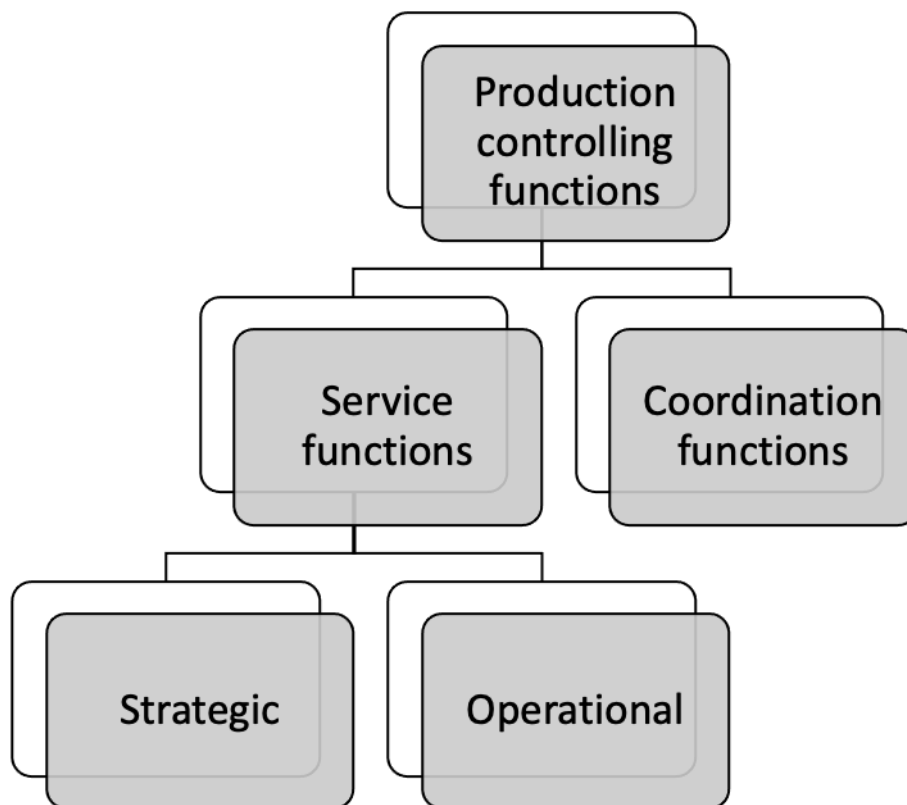 Production
controlling
functions
Service
functions
Coordination
functions
Strategic
Operational